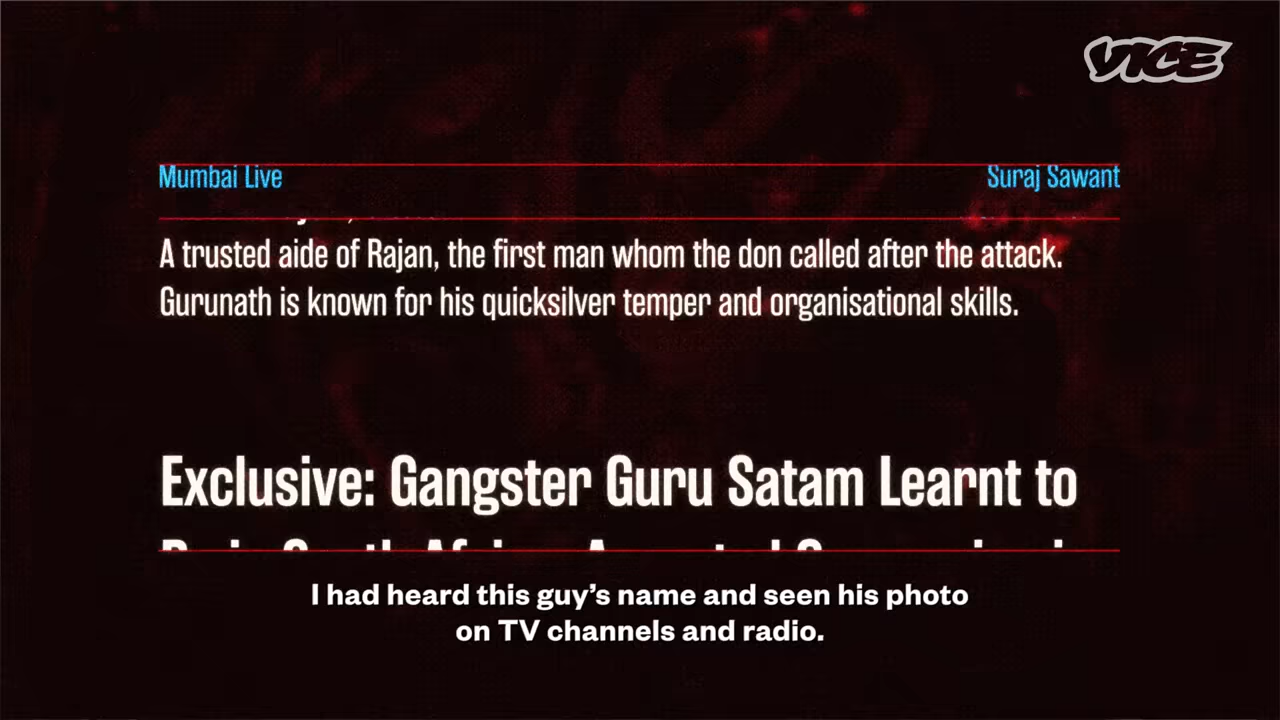 VICE
Mumbai Live Suraj Sawant
A trusted aide of Rajan, the first man whom the don called after the attack.
Gurunath is known for his quicksilver temper and organisational skills.
Exclusive: Gangster Guru Satam Learnt to
I had heard this guy’s name and seen his photo
on TV channels and radio.